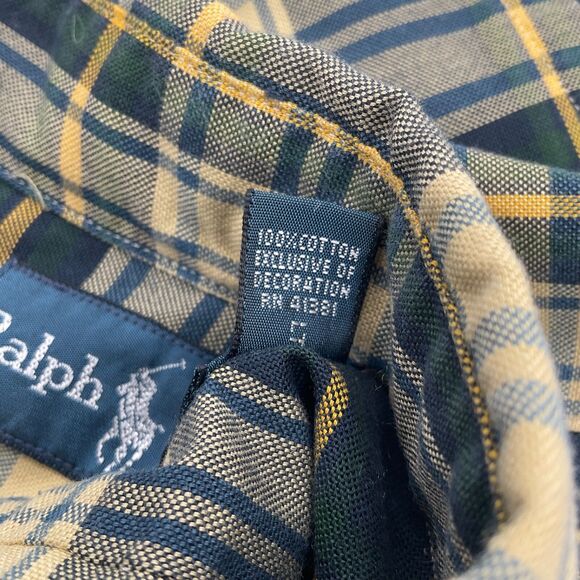 Ralph
100% COTTON
EXCLUSIVE OF
DECORATION
RN 41381